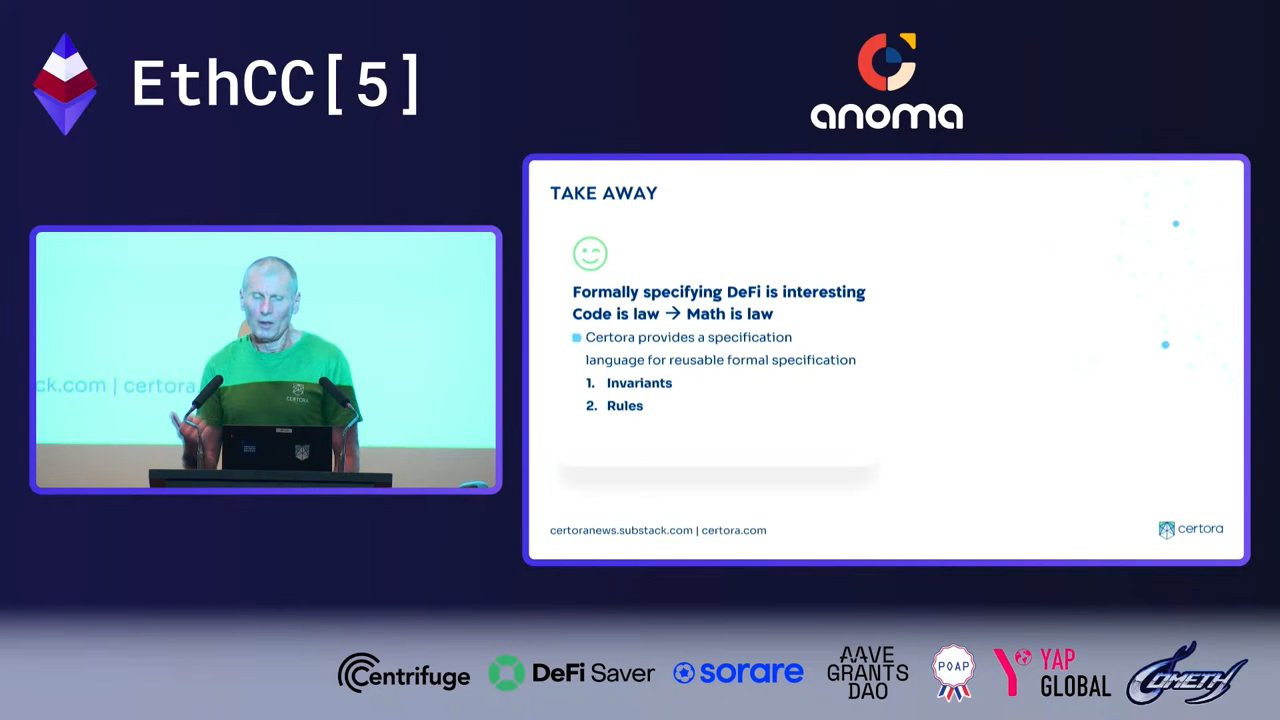 EthCC[5]
anoma
TAKE AWAY
Formally specifying DeFi is interesting
Code is law → Math is law
Certora provides a specification
language for reusable formal specification
1. Invariants
2. Rules
certoranews.substack.com | certora.com
certora
ck.com | certora
CERTORA
Centrifuge
DeFi Saver
sorare
AAVE
GRANTS
DAO
POAP
YAP
GLOBAL
COMETH